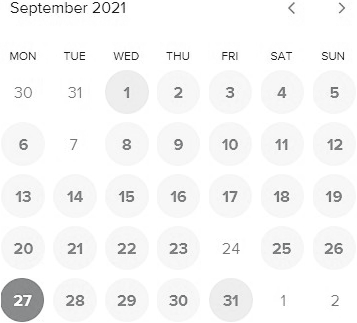 September 2021
MON TUE WED THU FRI SAT SUN
30 31 1 2 3 4 5
6 7 8 9 10 11 12
13 14 15 16 17 18 19
20 21 22 23 24 25 26
27 28 29 30 31 1 2